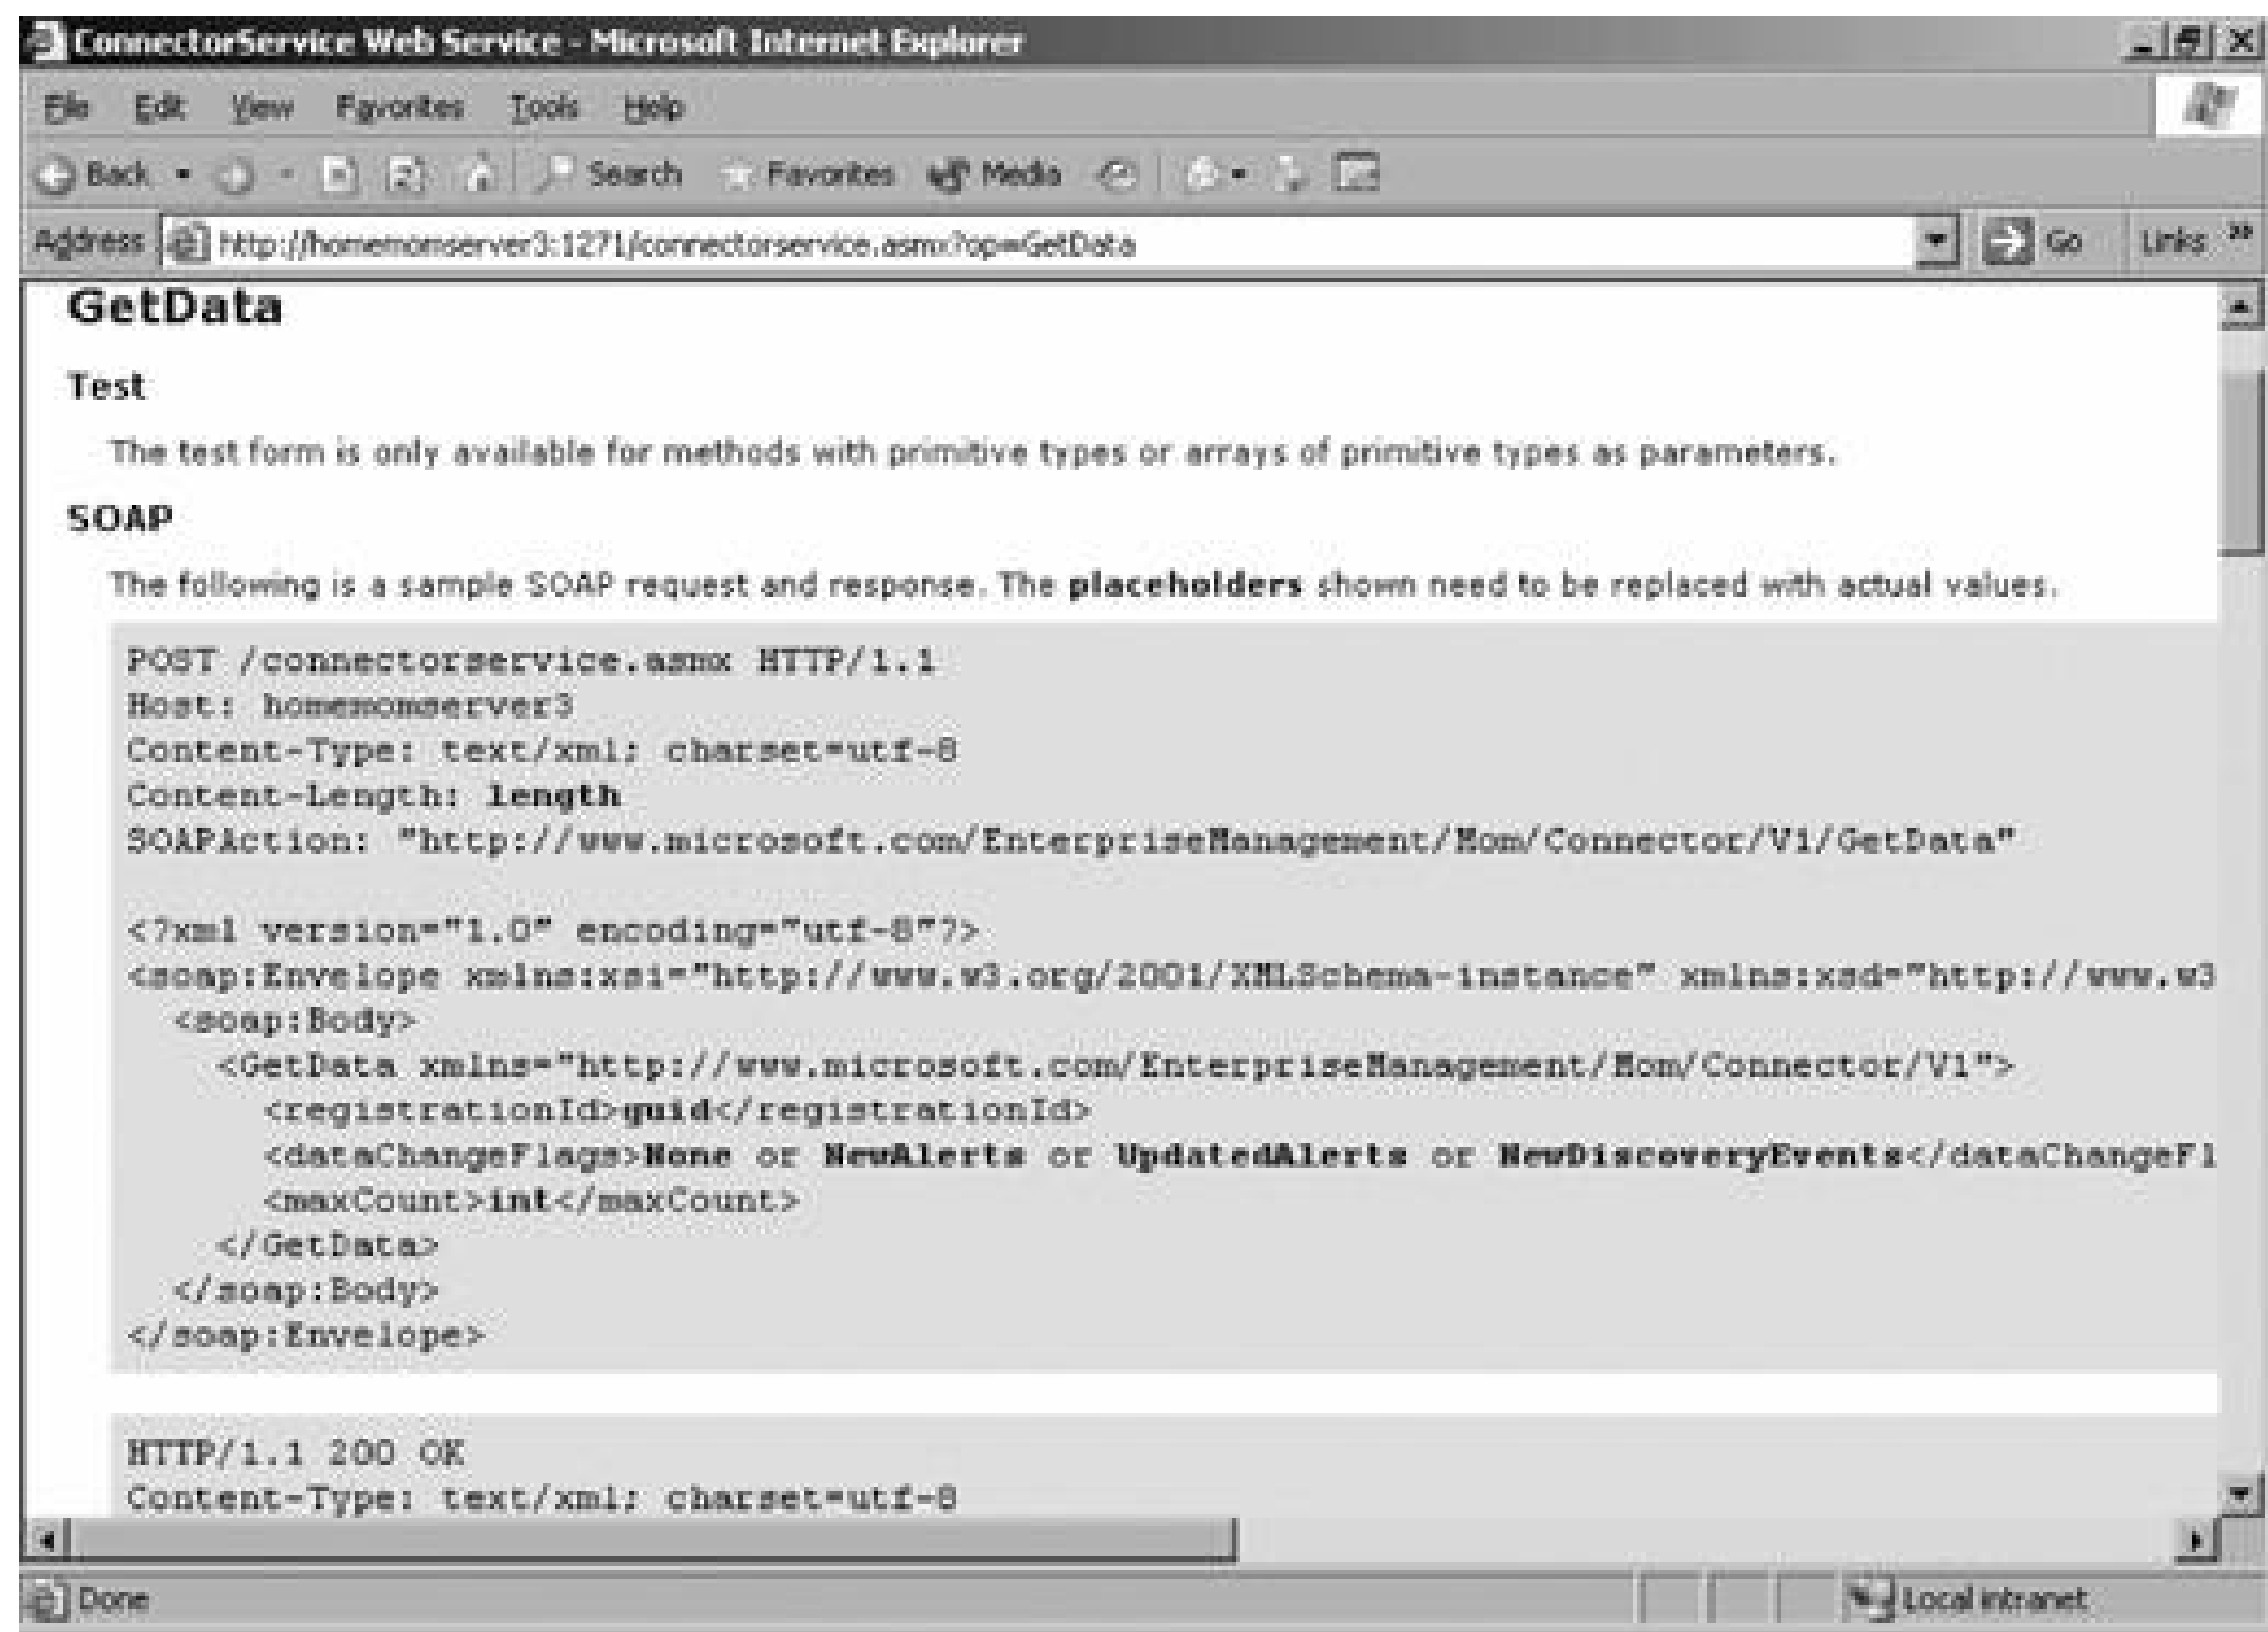 ConnectorService Web Service - Microsoft Internet Explorer
File Edit View Favorites Tools Help
Back Search Favorites Media
Address http://homemomserver3:1271/connectorservice.asmx?op=GetData Go Links »
GetData
Test
The test form is only available for methods with primitive types or arrays of primitive types as parameters.
SOAP
The following is a sample SOAP request and response. The placeholders shown need to be replaced with actual values.
POST /connectorservice.asmx HTTP/1.1
Host: homemomserver3
Content-Type: text/xml; charset=utf-8
Content-Length: length
SOAPAction: "http://www.microsoft.com/EnterpriseManagement/Mom/Connector/V1/GetData"
<?xml version="1.0" encoding="utf-8"?>
<soap:Envelope xmlns:xsi="http://www.w3.org/2001/XMLSchema-instance" xmlns:xsd="http://www.w3
<soap:Body>
<GetData xmlns="http://www.microsoft.com/EnterpriseManagement/Mom/Connector/V1">
<registrationId>guid</registrationId>
<dataChangeFlags>None or NewAlerts or UpdatedAlerts or NewDiscoveryEvents</dataChangeFl
<maxCount>int</maxCount>
</GetData>
</soap:Body>
</soap:Envelope>
HTTP/1.1 200 OK
Content-Type: text/xml; charset=utf-8
Done Local intranet